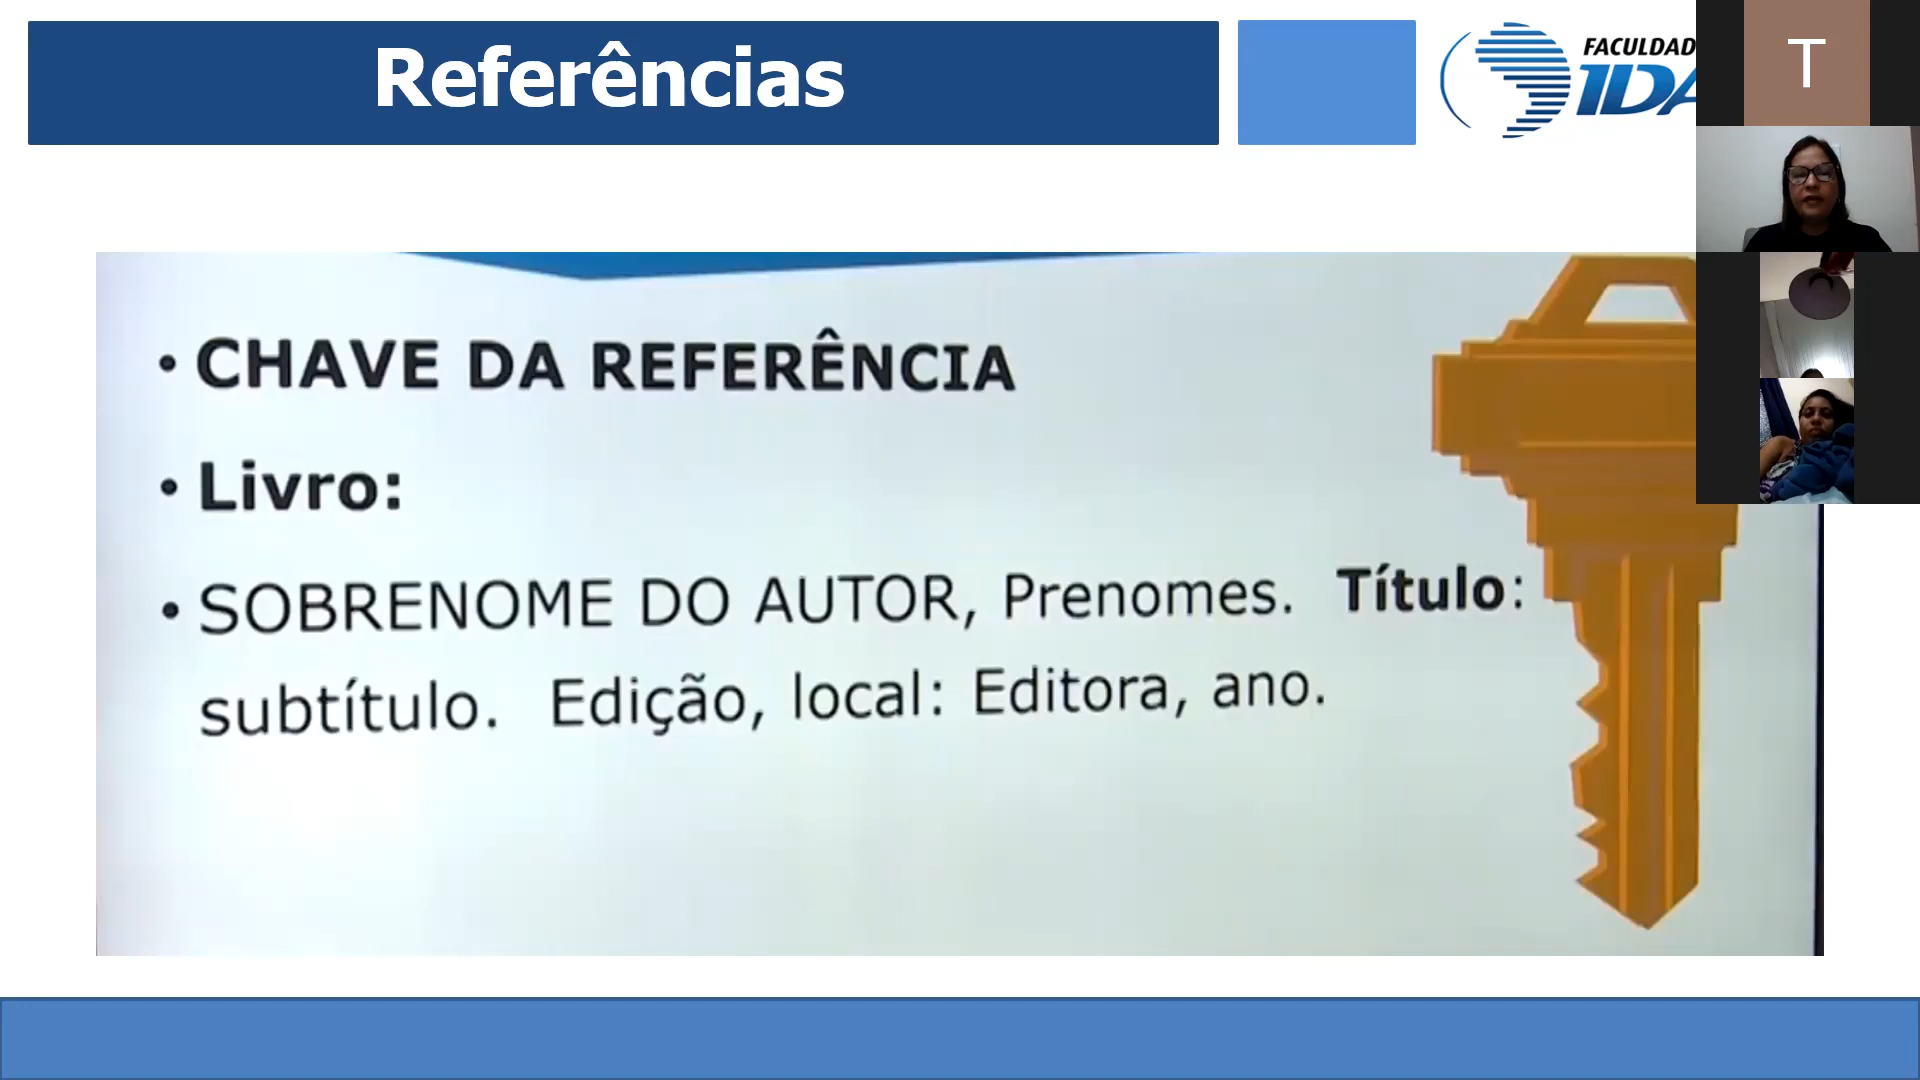 Referências
FACULDAD
IDA
T
• CHAVE DA REFERÊNCIA
• Livro:
• SOBRENOME DO AUTOR, Prenomes. Título:
subtítulo. Edição, local: Editora, ano.